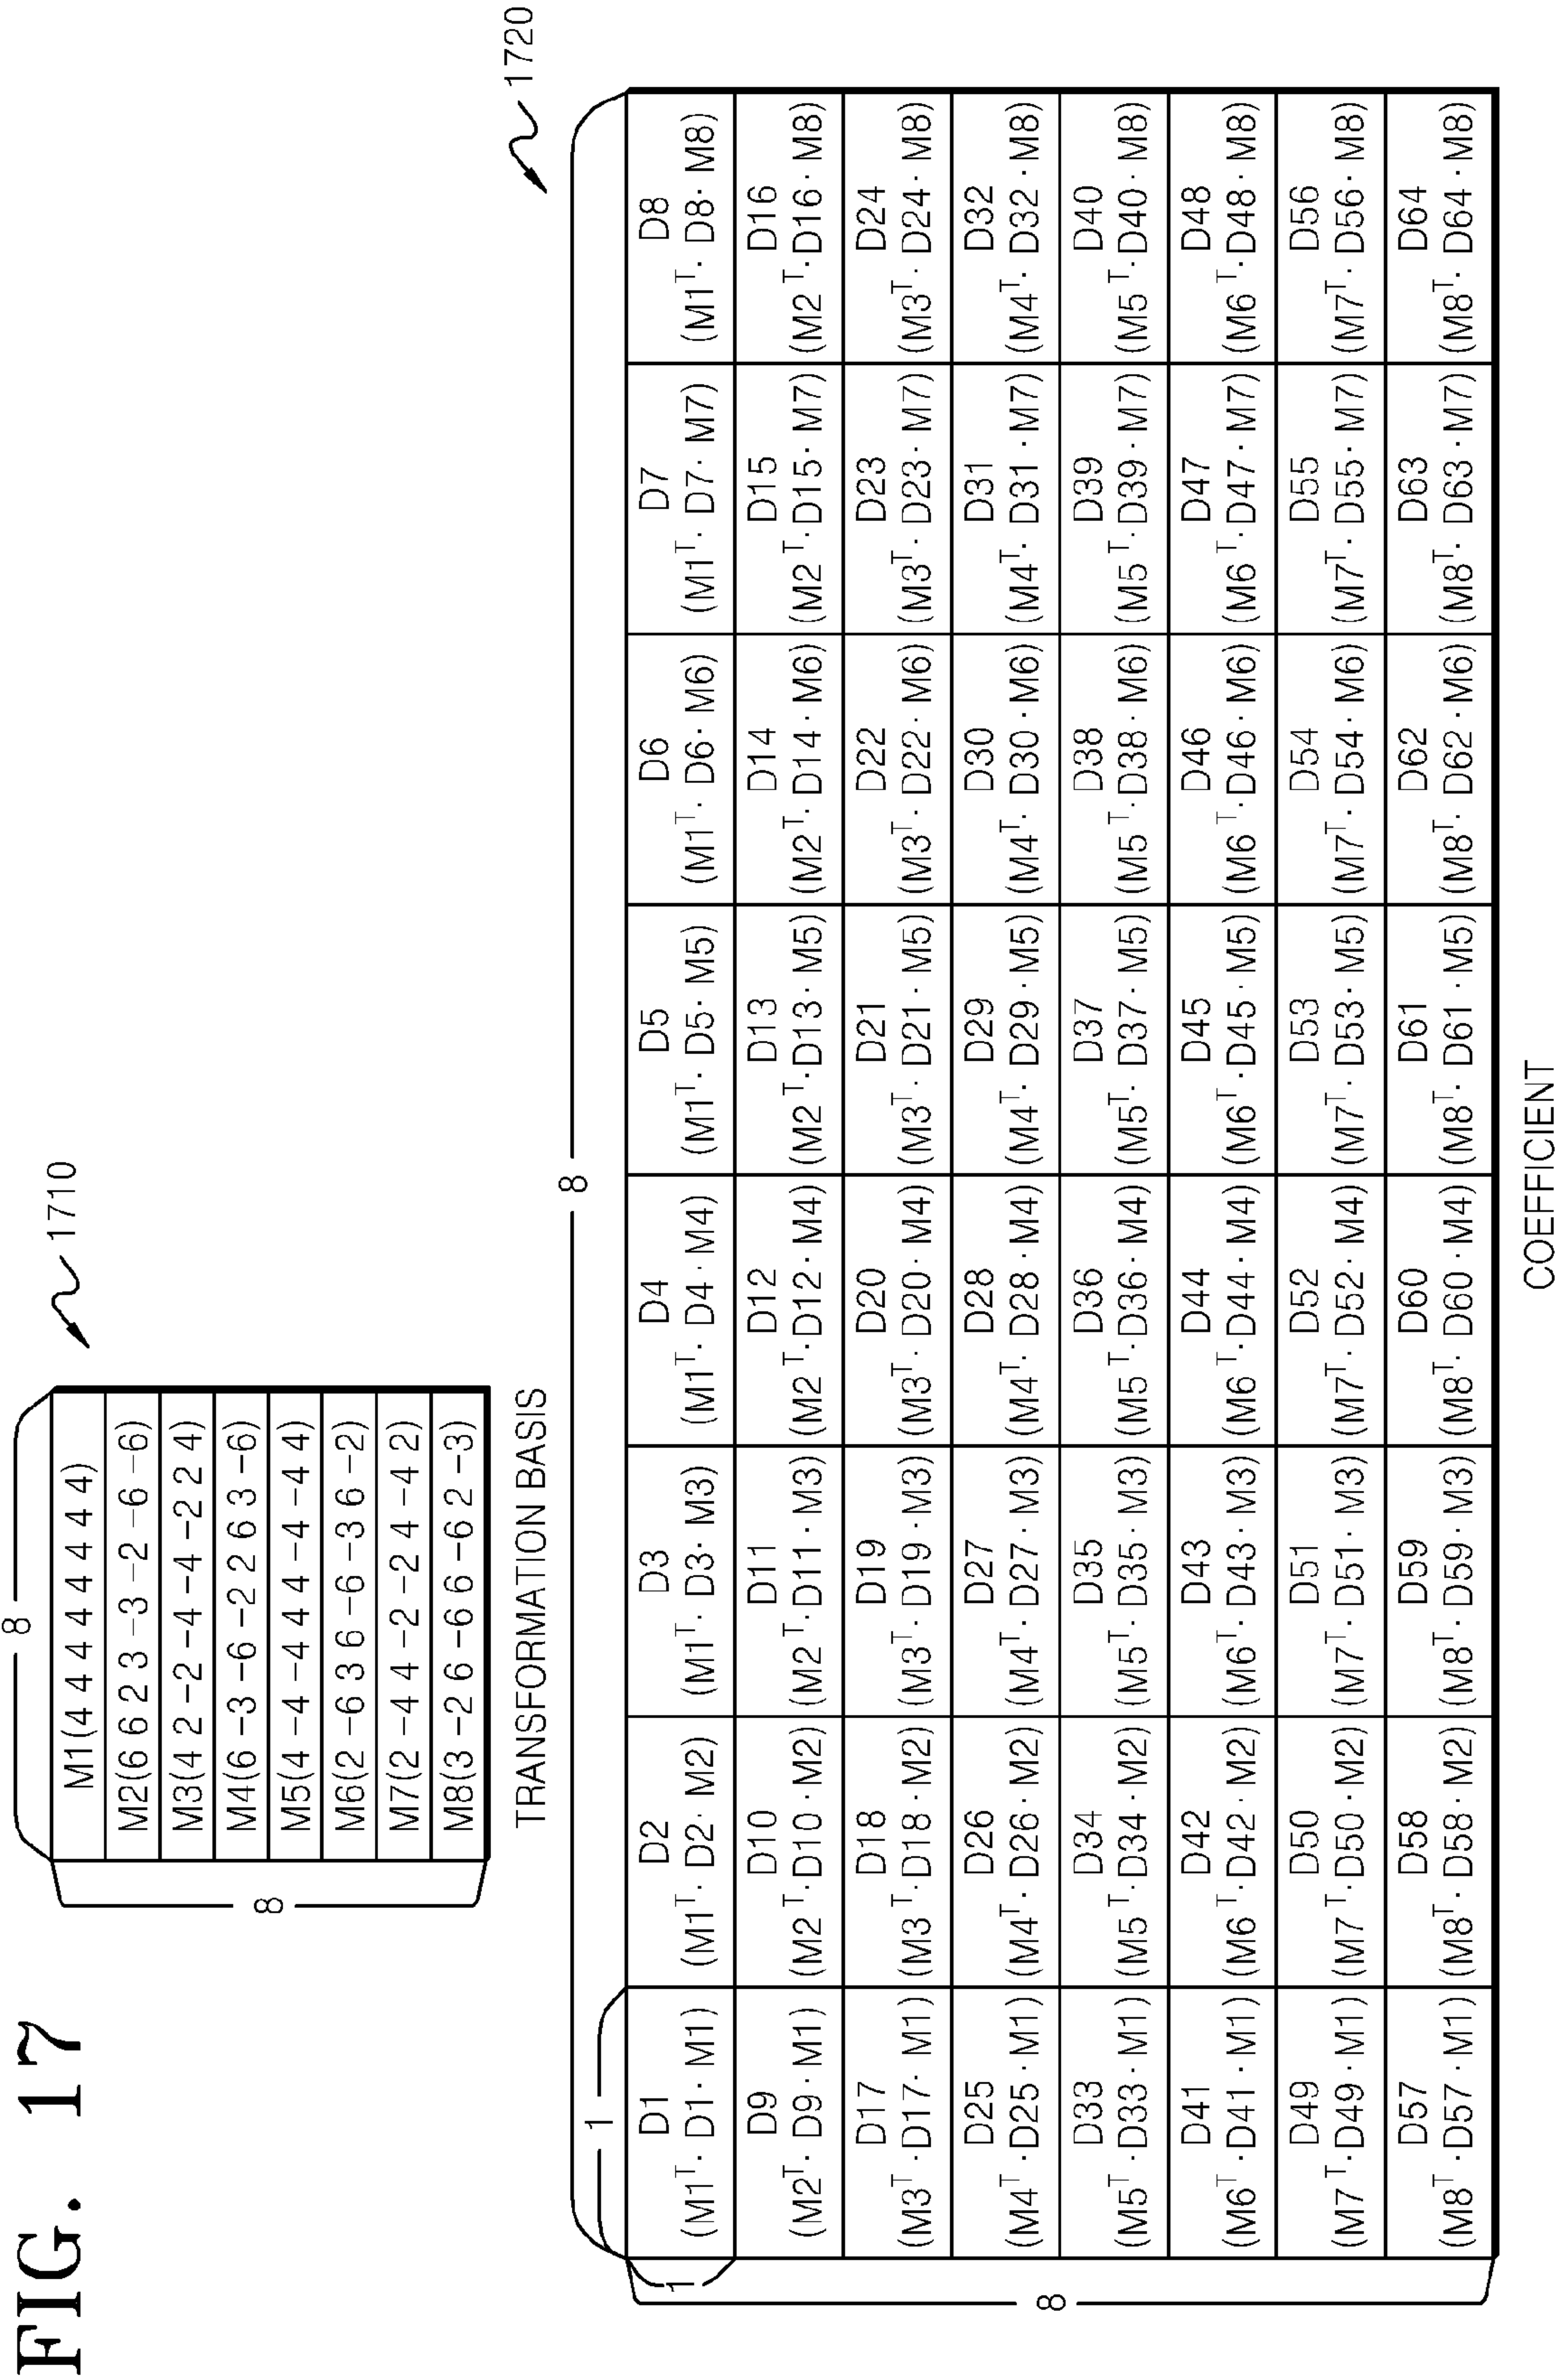 FIG. 17
8
1710
8
M1(4 4 4 4 4 4 4 4)
M2(6 6 2 3 -3 -2 -6 -6)
M3(4 2 -2 -4 -4 -2 2 4)
M4(6 -3 -6 -2 2 6 3 -6)
M5(4 -4 -4 4 4 -4 -4 4)
M6(2 -6 3 6 -6 -3 6 -2)
M7(2 -4 4 -2 -2 4 -4 2)
M8(3 -2 6 -6 6 -6 2 -3)
TRANSFORMATION BASIS
1720
8
1
1
8
D1 D2 D3 D4 D5 D6 D7 D8
(M1ᵀ· D1· M1) (M1ᵀ· D2· M2) (M1ᵀ· D3· M3) (M1ᵀ· D4· M4) (M1ᵀ· D5· M5) (M1ᵀ· D6· M6) (M1ᵀ· D7· M7) (M1ᵀ· D8· M8)
D9 D10 D11 D12 D13 D14 D15 D16
(M2ᵀ· D9· M1) (M2ᵀ· D10· M2) (M2ᵀ· D11· M3) (M2ᵀ· D12· M4) (M2ᵀ· D13· M5) (M2ᵀ· D14· M6) (M2ᵀ· D15· M7) (M2ᵀ· D16· M8)
D17 D18 D19 D20 D21 D22 D23 D24
(M3ᵀ· D17· M1) (M3ᵀ· D18· M2) (M3ᵀ· D19· M3) (M3ᵀ· D20· M4) (M3ᵀ· D21· M5) (M3ᵀ· D22· M6) (M3ᵀ· D23· M7) (M3ᵀ· D24· M8)
D25 D26 D27 D28 D29 D30 D31 D32
(M4ᵀ· D25· M1) (M4ᵀ· D26· M2) (M4ᵀ· D27· M3) (M4ᵀ· D28· M4) (M4ᵀ· D29· M5) (M4ᵀ· D30· M6) (M4ᵀ· D31· M7) (M4ᵀ· D32· M8)
D33 D34 D35 D36 D37 D38 D39 D40
(M5ᵀ· D33· M1) (M5ᵀ· D34· M2) (M5ᵀ· D35· M3) (M5ᵀ· D36· M4) (M5ᵀ· D37· M5) (M5ᵀ· D38· M6) (M5ᵀ· D39· M7) (M5ᵀ· D40· M8)
D41 D42 D43 D44 D45 D46 D47 D48
(M6ᵀ· D41· M1) (M6ᵀ· D42· M2) (M6ᵀ· D43· M3) (M6ᵀ· D44· M4) (M6ᵀ· D45· M5) (M6ᵀ· D46· M6) (M6ᵀ· D47· M7) (M6ᵀ· D48· M8)
D49 D50 D51 D52 D53 D54 D55 D56
(M7ᵀ· D49· M1) (M7ᵀ· D50· M2) (M7ᵀ· D51· M3) (M7ᵀ· D52· M4) (M7ᵀ· D53· M5) (M7ᵀ· D54· M6) (M7ᵀ· D55· M7) (M7ᵀ· D56· M8)
D57 D58 D59 D60 D61 D62 D63 D64
(M8ᵀ· D57· M1) (M8ᵀ· D58· M2) (M8ᵀ· D59· M3) (M8ᵀ· D60· M4) (M8ᵀ· D61· M5) (M8ᵀ· D62· M6) (M8ᵀ· D63· M7) (M8ᵀ· D64· M8)
COEFFICIENT